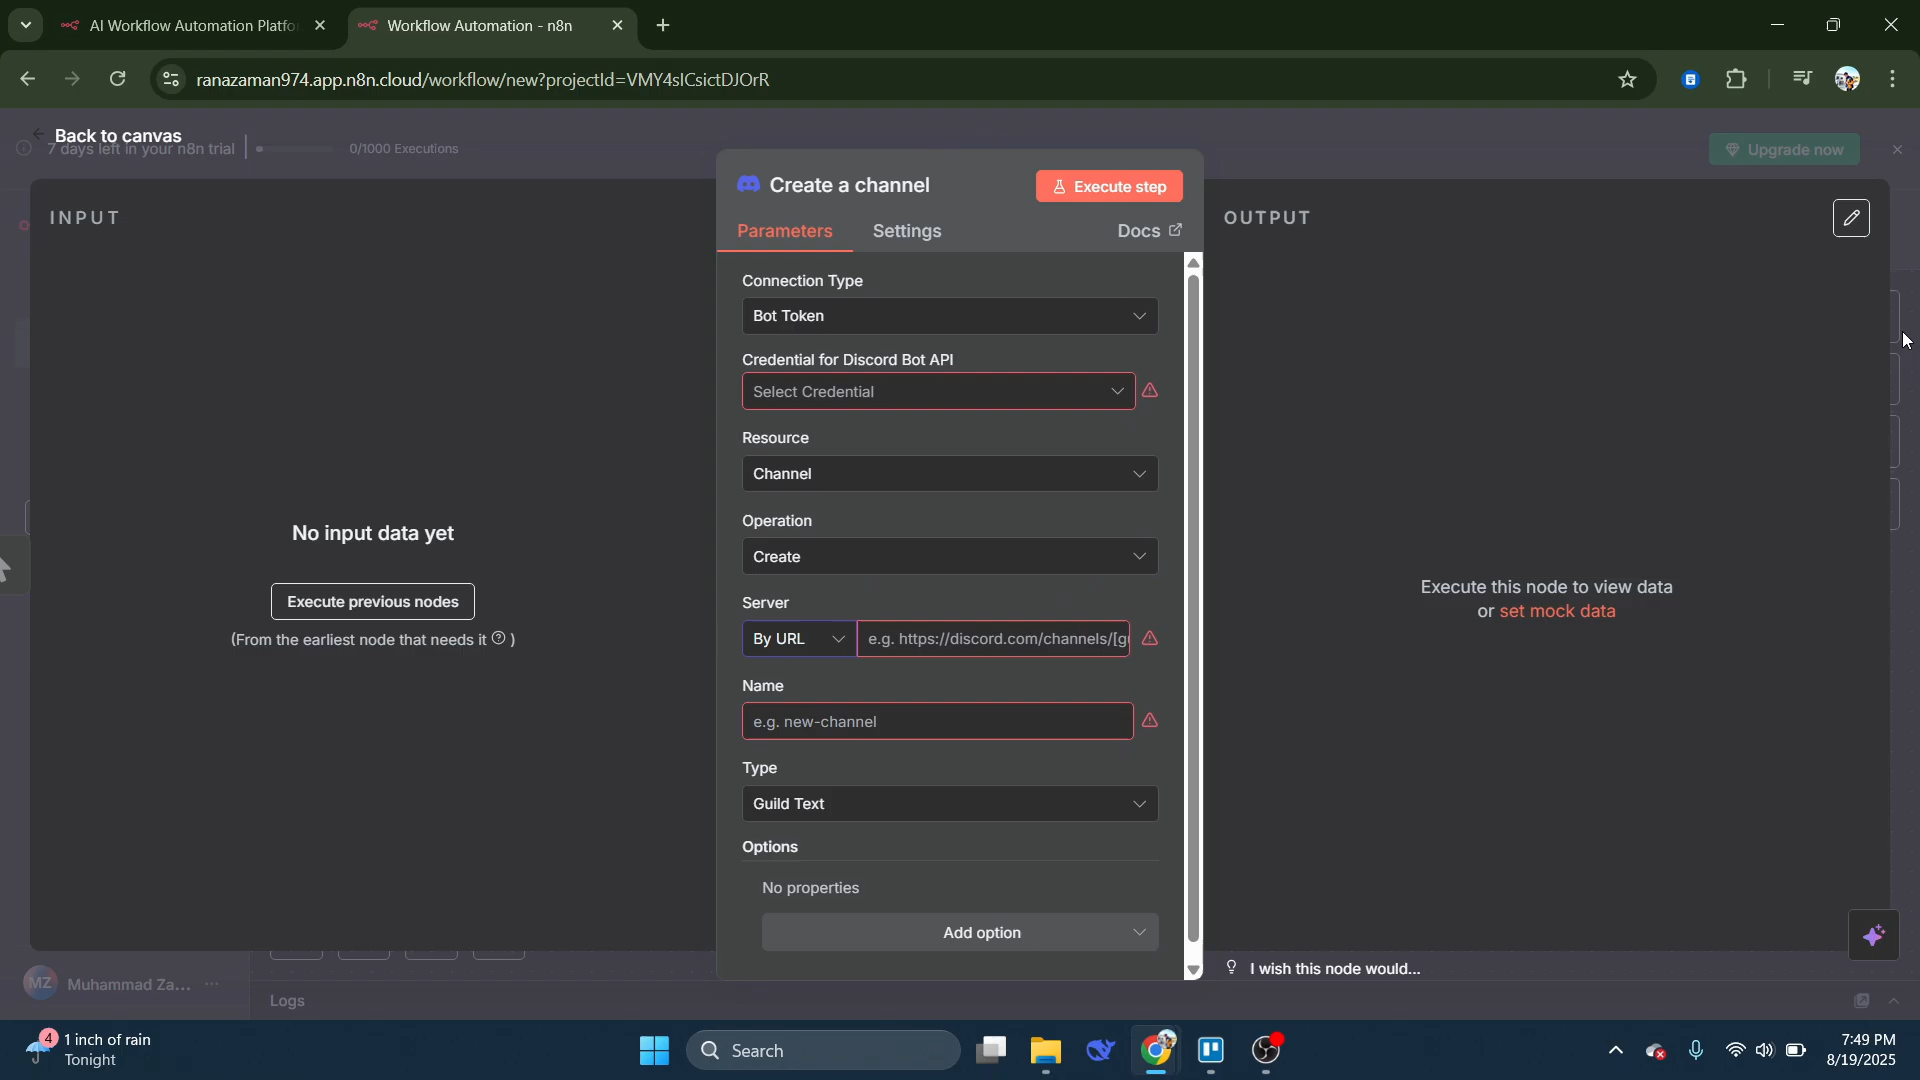 AI Workflow Automation Platfo
Workflow Automation - n8n
ranazaman974.app.n8n.cloud/workflow/new?projectId=VMY4sICsictDJOrR
Back to canvas
7 days left in your n8n trial
0/1000 Executions
Upgrade now
INPUT
Create a channel
Execute step
OUTPUT
Parameters
Settings
Docs
Connection Type
Bot Token
Credential for Discord Bot API
Select Credential
Resource
Channel
Operation
Create
No input data yet
Execute previous nodes
(From the earliest node that needs it ? )
Execute this node to view data
or set mock data
Server
By URL
e.g. https://discord.com/channels/[g
Name
e.g. new-channel
Type
Guild Text
Options
No properties
Add option
I wish this node would...
MZ
Muhammad Za...
Logs
4
1 inch of rain
Tonight
Search
7:49 PM
8/19/2025